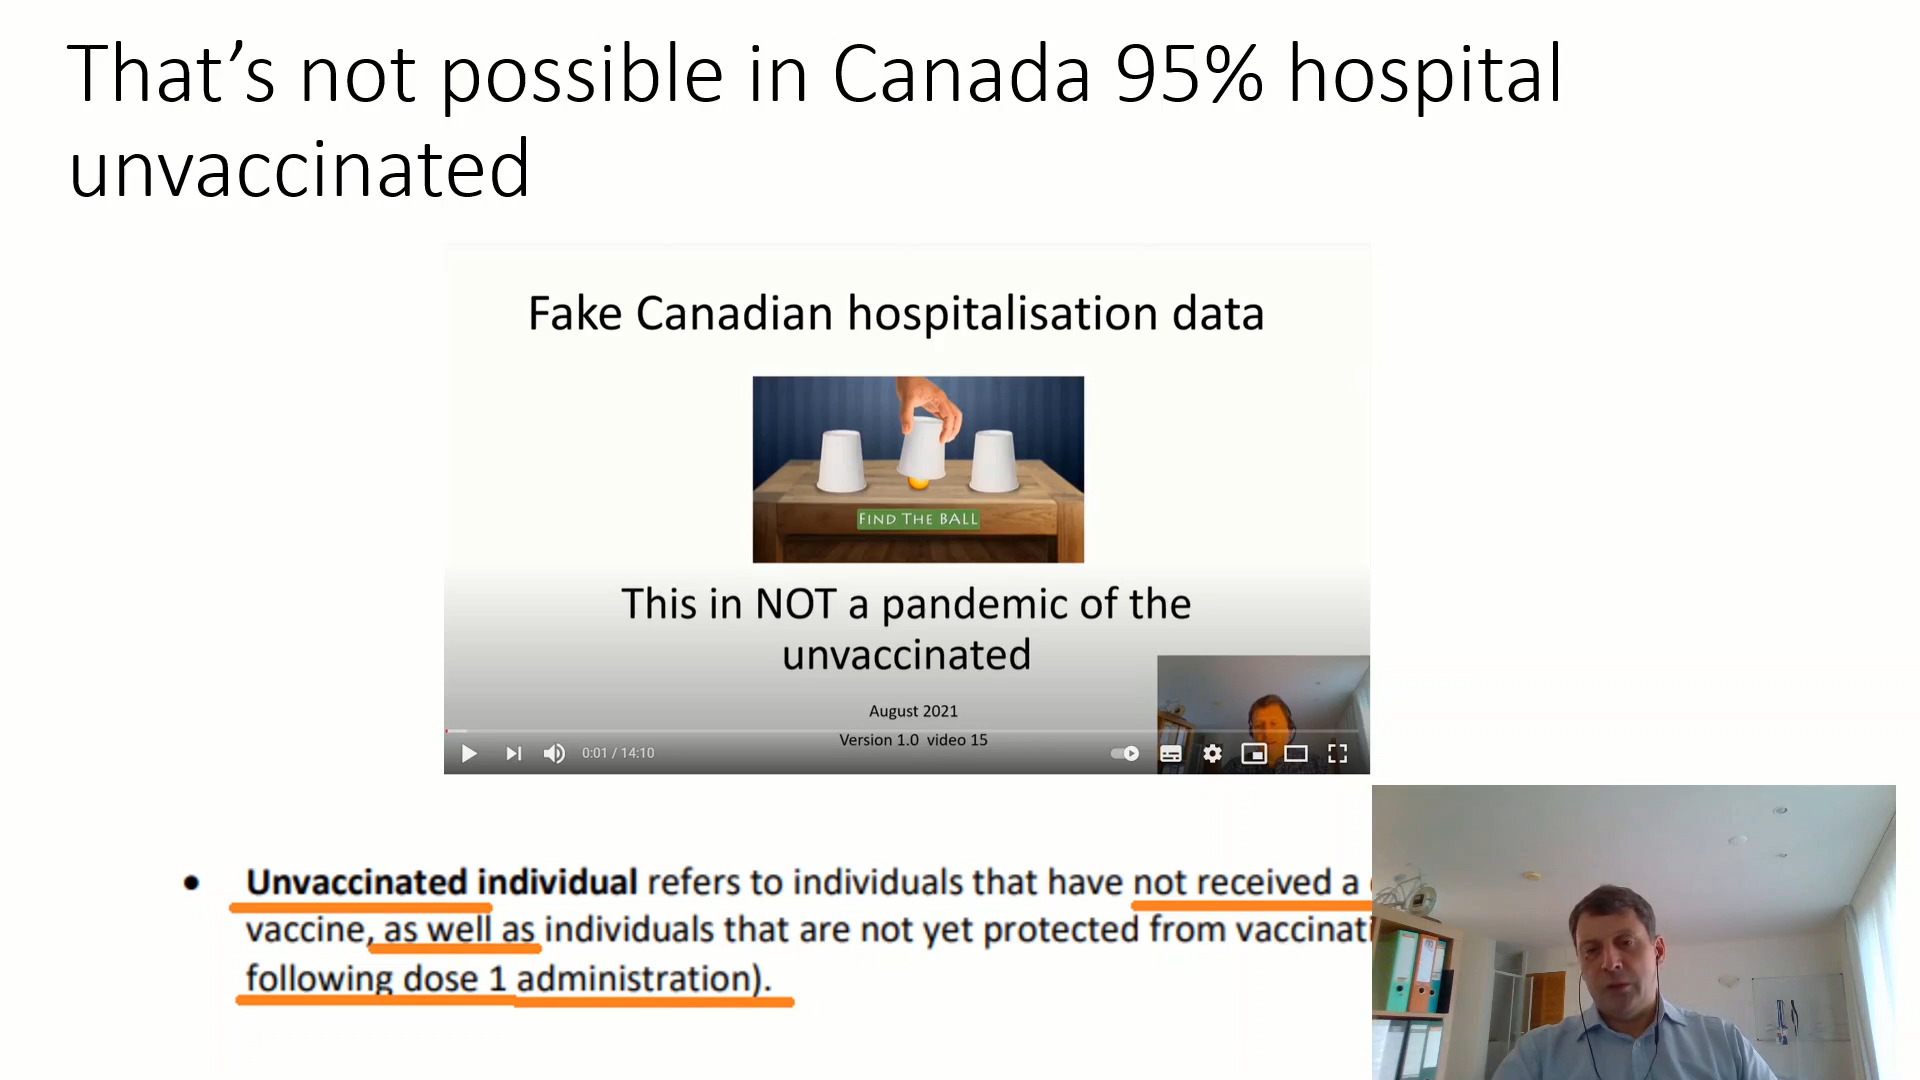 That’s not possible in Canada 95% hospital
unvaccinated
Fake Canadian hospitalisation data
FIND THE BALL
This in NOT a pandemic of the
unvaccinated
August 2021
Version 1.0 video 15
0:01 / 14:10
• Unvaccinated individual refers to individuals that have not received a
vaccine, as well as individuals that are not yet protected from
following dose 1 administration).